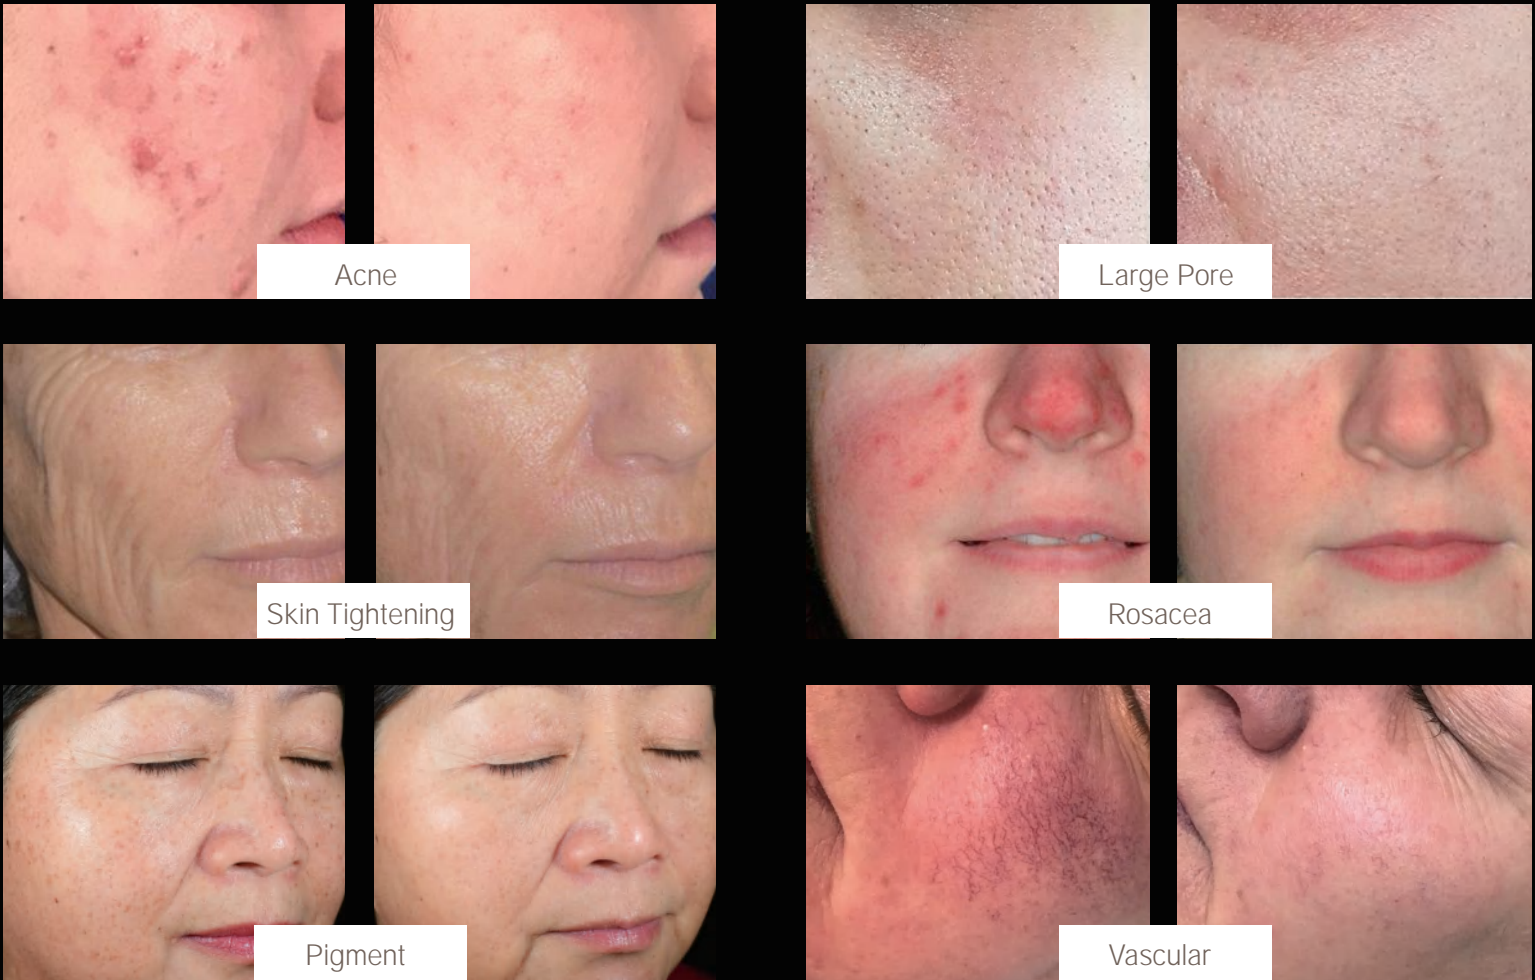 Acne
Large Pore
Skin Tightening
Rosacea
Pigment
Vascular